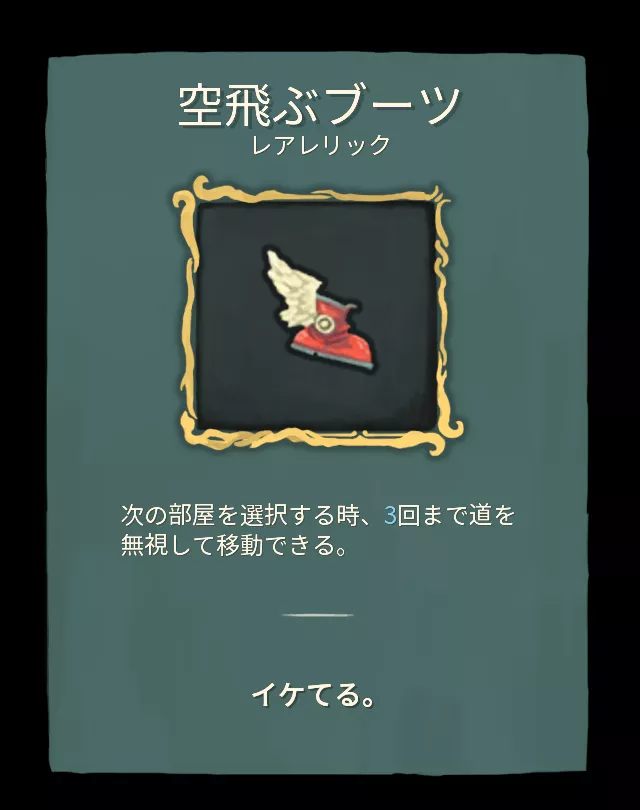 空飛ぶブーツ
レアレリック
次の部屋を選択する時、3回まで道を
無視して移動できる。
イケてる。